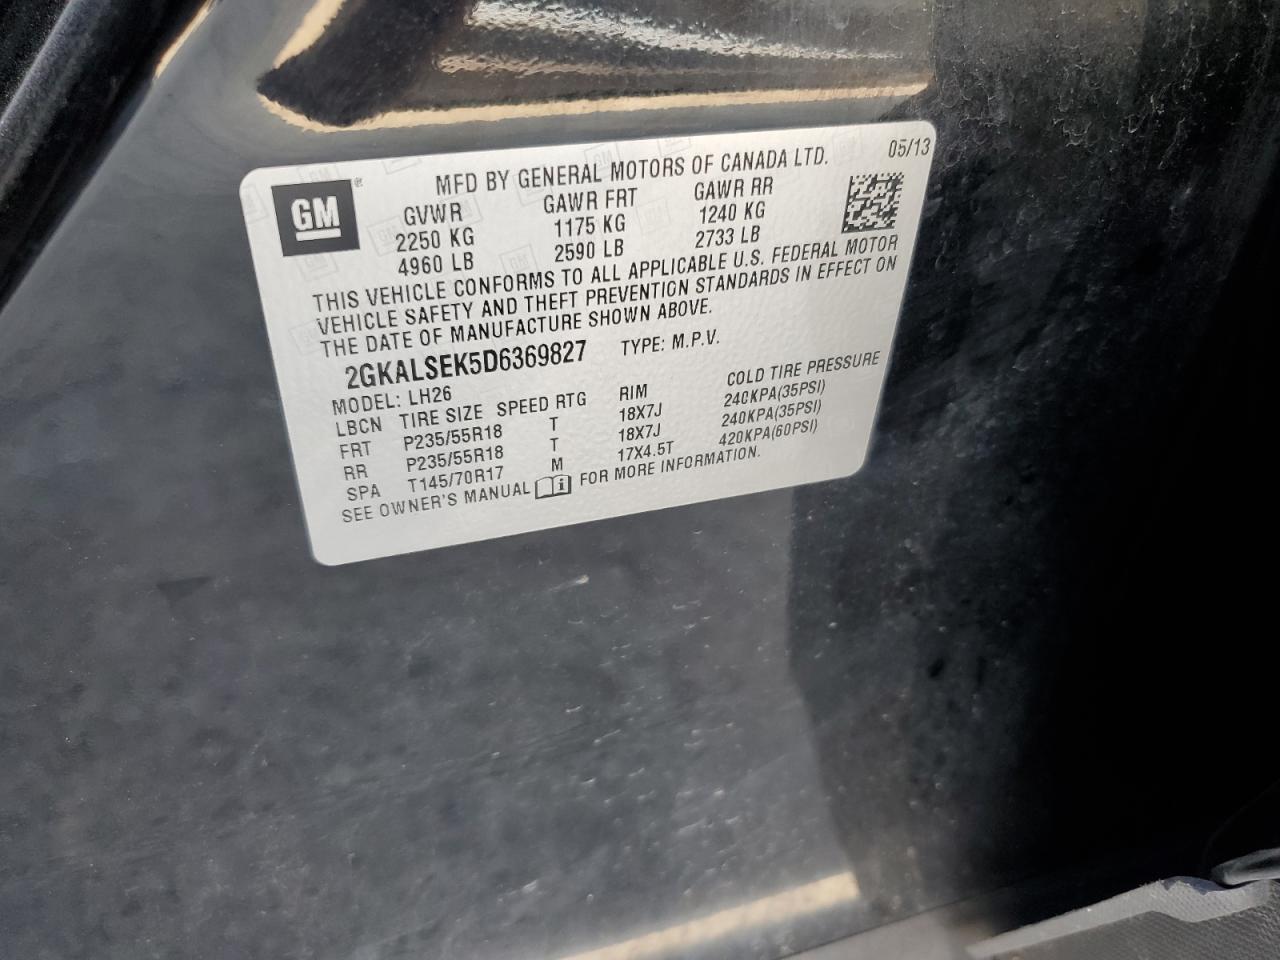 GM ®
MFD BY GENERAL MOTORS OF CANADA LTD. 05/13
GVWR GAWR FRT GAWR RR
2250 KG 1175 KG 1240 KG
4960 LB 2590 LB 2733 LB
THIS VEHICLE CONFORMS TO ALL APPLICABLE U.S. FEDERAL MOTOR
VEHICLE SAFETY AND THEFT PREVENTION STANDARDS IN EFFECT ON
THE DATE OF MANUFACTURE SHOWN ABOVE.
2GKALSEK5D6369827 TYPE: M.P.V.
MODEL: LH26
LBCN TIRE SIZE SPEED RTG RIM COLD TIRE PRESSURE
FRT P235/55R18 T 18X7J 240KPA(35PSI)
RR P235/55R18 T 18X7J 240KPA(35PSI)
SPA T145/70R17 M 17X4.5T 420KPA(60PSI)
SEE OWNER'S MANUAL i FOR MORE INFORMATION.